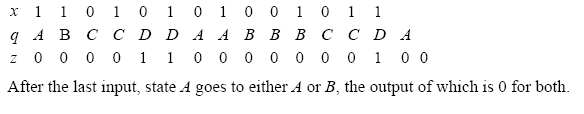 x 1 1 0 1 0 1 0 1 0 0 1 0 1 1
q A B C C D D A A B B B C C D A
z 0 0 0 0 1 1 0 0 0 0 0 0 0 1 0 0
After the last input, state A goes to either A or B, the output of which is 0 for both.